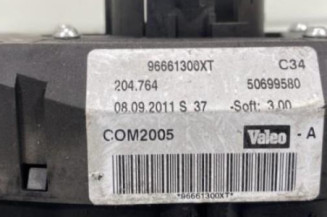 96661300XT C34
204.764 50699580
08.09.2011 S 37 -Soft: 3.00
COM2005 Valeo - A
*96661300XT*